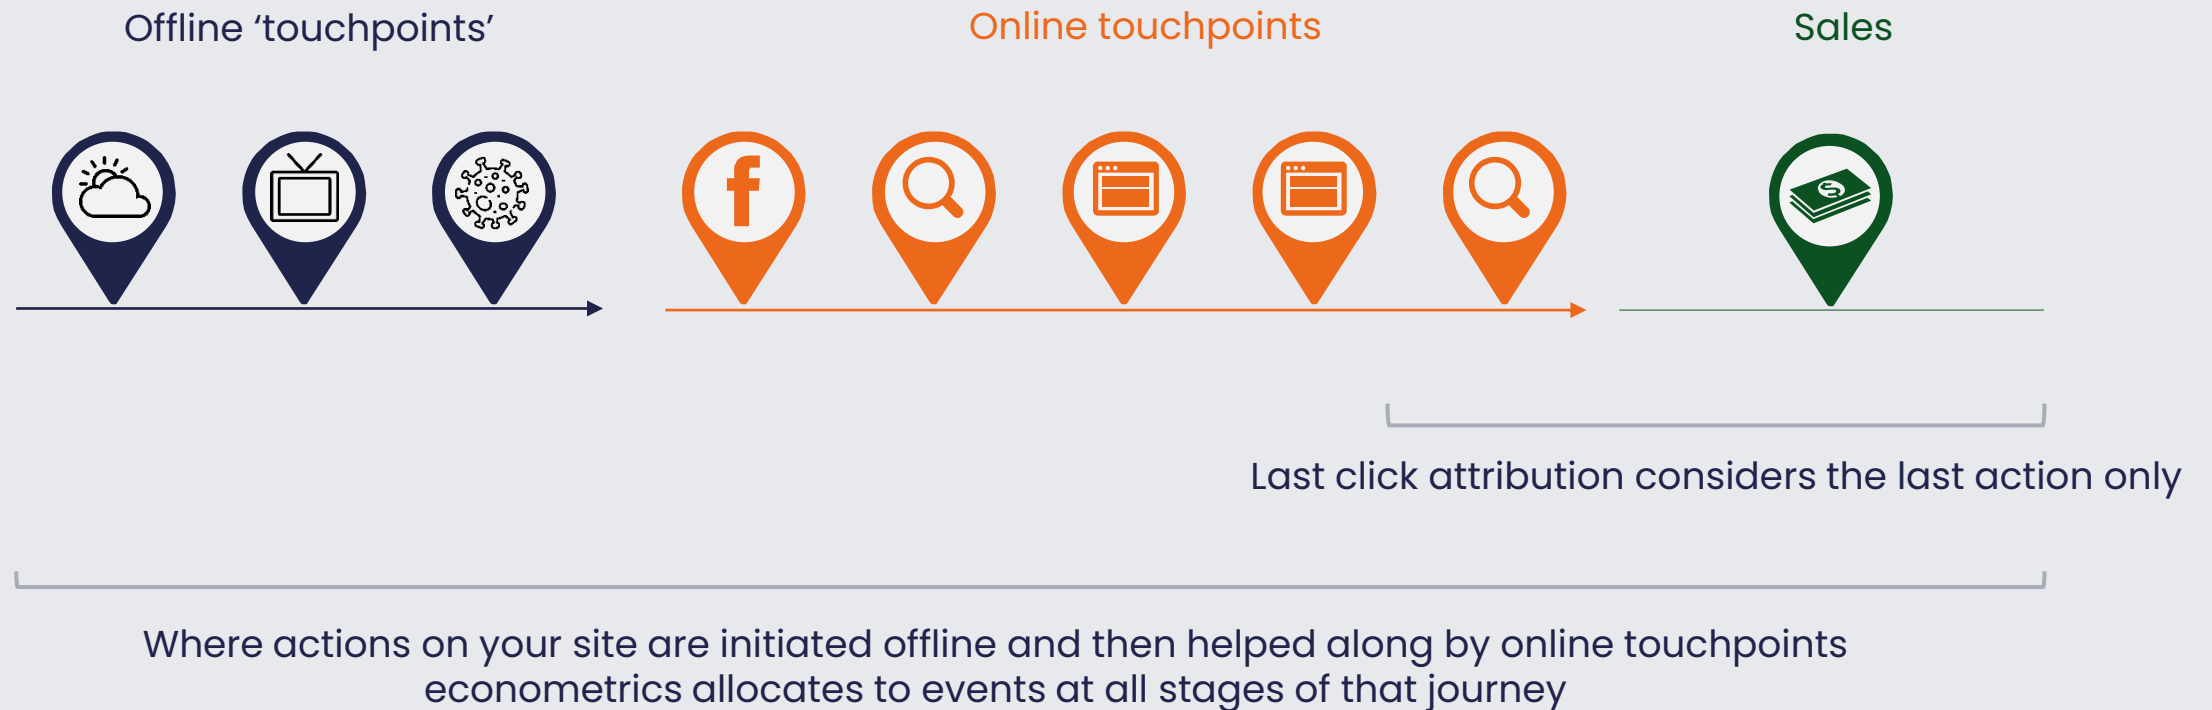 Offline ‘touchpoints’
Online touchpoints
Sales
Last click attribution considers the last action only
Where actions on your site are initiated offline and then helped along by online touchpoints
econometrics allocates to events at all stages of that journey